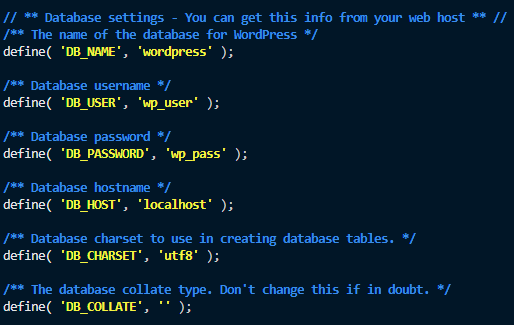 // ** Database settings - You can get this info from your web host ** //
/** The name of the database for WordPress */
define( 'DB_NAME', 'wordpress' );
/** Database username */
define( 'DB_USER', 'wp_user' );
/** Database password */
define( 'DB_PASSWORD', 'wp_pass' );
/** Database hostname */
define( 'DB_HOST', 'localhost' );
/** Database charset to use in creating database tables. */
define( 'DB_CHARSET', 'utf8' );
/** The database collate type. Don't change this if in doubt. */
define( 'DB_COLLATE', '' );